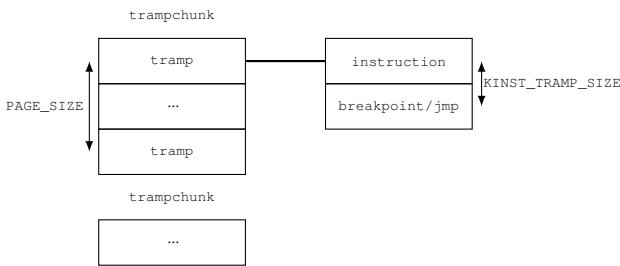 trampchunk
tramp
instruction
KINST_TRAMP_SIZE
PAGE_SIZE
...
breakpoint/jmp
tramp
trampchunk
...